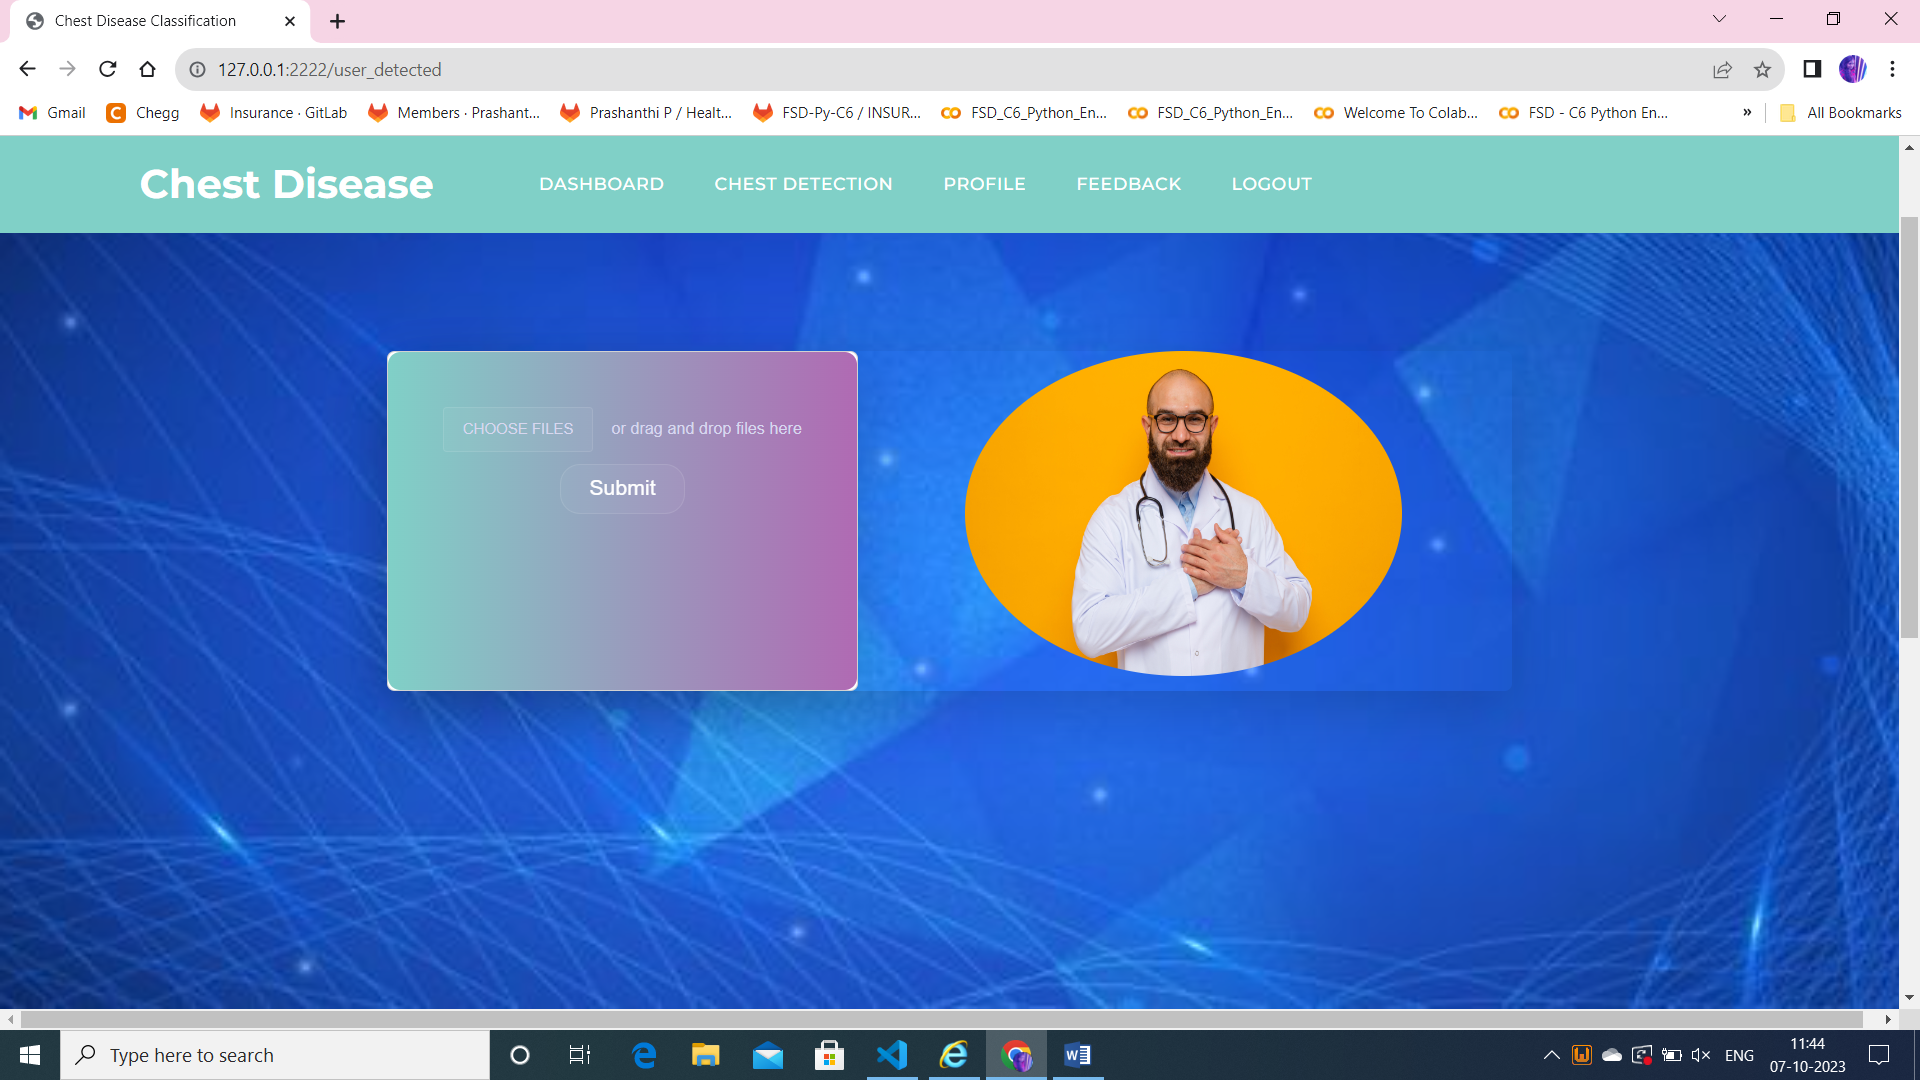 Chest Disease Classification
127.0.0.1:2222/user_detected
Gmail
Chegg
Insurance · GitLab
Members · Prashant...
Prashanthi P / Healt...
FSD-Py-C6 / INSUR...
FSD_C6_Python_En...
FSD_C6_Python_En...
Welcome To Colab...
FSD - C6 Python En...
»
All Bookmarks
Chest Disease
DASHBOARD
CHEST DETECTION
PROFILE
FEEDBACK
LOGOUT
CHOOSE FILES
or drag and drop files here
Submit
Type here to search
ENG
11:44
07-10-2023